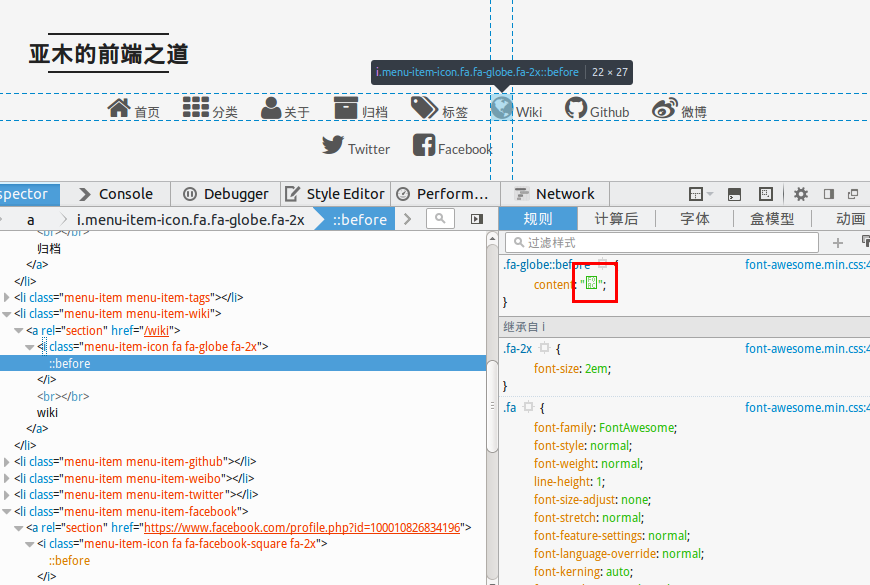 亚木的前端之道
i.menu-item-icon.fa.fa-globe.fa-2x::before | 22 × 27
首页 分类 关于 归档 标签 Wiki Github 微博
Twitter Facebook
spector Console Debugger Style Editor Perform… Network
a i.menu-item-icon.fa.fa-globe.fa-2x ::before
规则 计算后 字体 盒模型 动画
过滤样式
<br></br>
归档
</a>
</li>
<li class="menu-item menu-item-tags"></li>
<li class="menu-item menu-item-wiki">
<a rel="section" href="/wiki">
<i class="menu-item-icon fa fa-globe fa-2x">
::before
</i>
<br></br>
wiki
</a>
</li>
<li class="menu-item menu-item-github"></li>
<li class="menu-item menu-item-weibo"></li>
<li class="menu-item menu-item-twitter"></li>
<li class="menu-item menu-item-facebook">
<a rel="section" href="https://www.facebook.com/profile.php?id=100010826834196">
<i class="menu-item-icon fa fa-facebook-square fa-2x">
::before
</i>
.fa-globe::before { font-awesome.min.css:4
content: "";
}
继承自 i
.fa-2x { font-awesome.min.css:4
font-size: 2em;
}
.fa { font-awesome.min.css:4
font-family: FontAwesome;
font-style: normal;
font-weight: normal;
line-height: 1;
font-size-adjust: none;
font-stretch: normal;
font-feature-settings: normal;
font-language-override: normal;
font-kerning: auto;